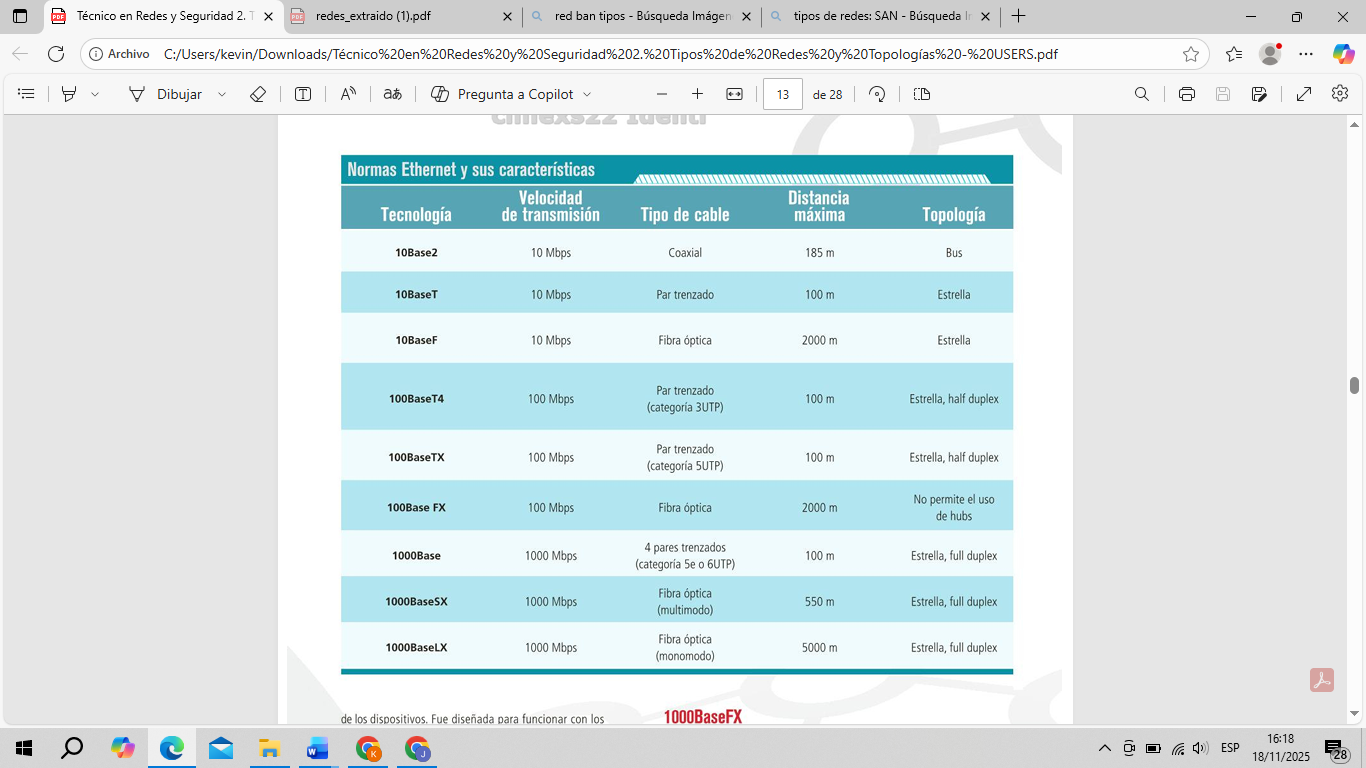 Técnico en Redes y Seguridad 2. T
redes_extraido (1).pdf
red ban tipos - Búsqueda Imágen
tipos de redes: SAN - Búsqueda I
Archivo
C:/Users/kevin/Downloads/Técnico%20en%20Redes%20y%20Seguridad%202.%20Tipos%20de%20Redes%20y%20Topologías%20-%20USERS.pdf
Dibujar
Pregunta a Copilot
13
de 28
Normas Ethernet y sus características
Tecnología Velocidad de transmisión Tipo de cable Distancia máxima Topología
10Base2 10 Mbps Coaxial 185 m Bus
10BaseT 10 Mbps Par trenzado 100 m Estrella
10BaseF 10 Mbps Fibra óptica 2000 m Estrella
100BaseT4 100 Mbps Par trenzado (categoría 3UTP) 100 m Estrella, half duplex
100BaseTX 100 Mbps Par trenzado (categoría 5UTP) 100 m Estrella, half duplex
100Base FX 100 Mbps Fibra óptica 2000 m No permite el uso de hubs
1000Base 1000 Mbps 4 pares trenzados (categoría 5e o 6UTP) 100 m Estrella, full duplex
1000BaseSX 1000 Mbps Fibra óptica (multimodo) 550 m Estrella, full duplex
1000BaseLX 1000 Mbps Fibra óptica (monomodo) 5000 m Estrella, full duplex
de los dispositivos. Fue diseñada para funcionar con los
1000BaseFX
ESP
16:18
18/11/2025
28